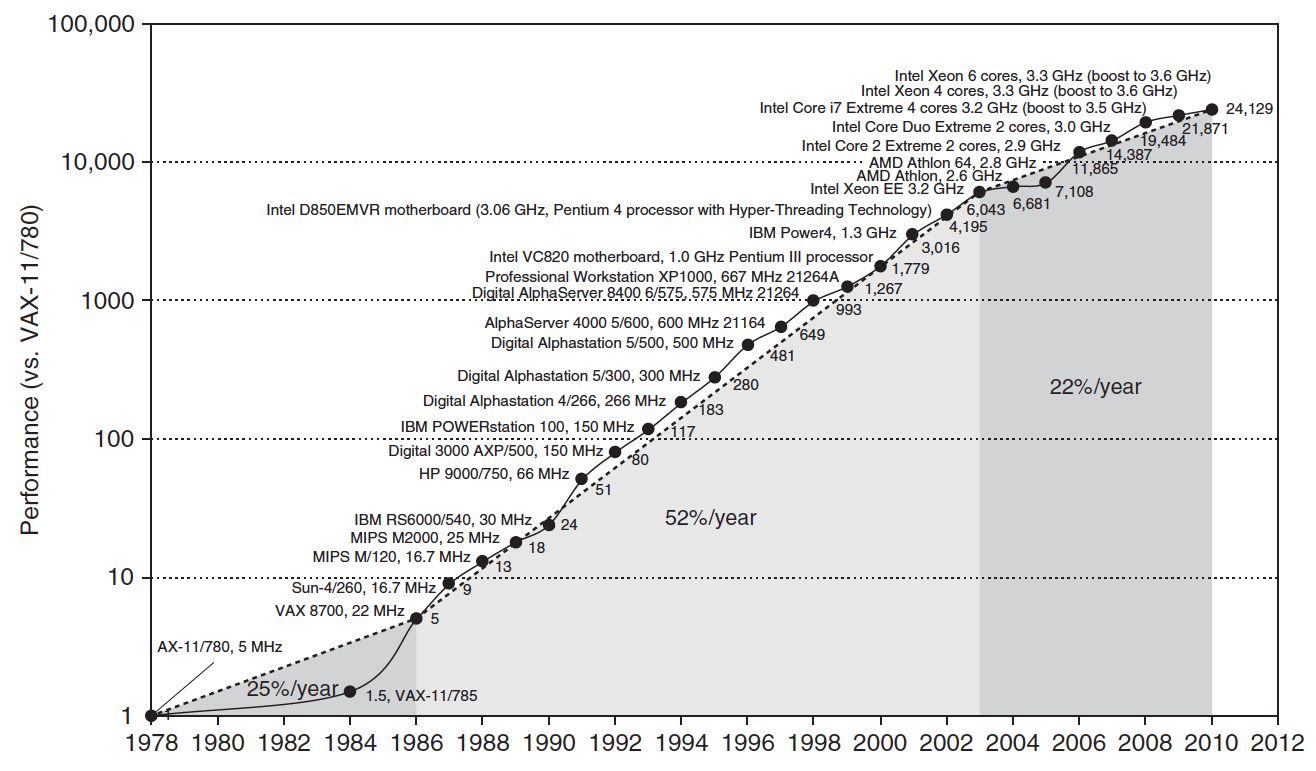 100,000
10,000
1000
100
10
1
Performance (vs. VAX-11/780)
Intel Xeon 6 cores, 3.3 GHz (boost to 3.6 GHz)
Intel Xeon 4 cores, 3.3 GHz (boost to 3.6 GHz)
Intel Core i7 Extreme 4 cores 3.2 GHz (boost to 3.5 GHz)
24,129
Intel Core Duo Extreme 2 cores, 3.0 GHz
21,871
Intel Core 2 Extreme 2 cores, 2.9 GHz
19,484
AMD Athlon 64, 2.8 GHz
14,387
AMD Athlon, 2.6 GHz
11,865
Intel Xeon EE 3.2 GHz
7,108
Intel D850EMVR motherboard (3.06 GHz, Pentium 4 processor with Hyper-Threading Technology)
6,043
6,681
IBM Power4, 1.3 GHz
4,195
3,016
Intel VC820 motherboard, 1.0 GHz Pentium III processor
1,779
Professional Workstation XP1000, 667 MHz 21264A
1,267
Digital AlphaServer 8400 6/575, 575 MHz 21264
993
AlphaServer 4000 5/600, 600 MHz 21164
649
Digital Alphastation 5/500, 500 MHz
481
Digital Alphastation 5/300, 300 MHz
280
22%/year
Digital Alphastation 4/266, 266 MHz
183
IBM POWERstation 100, 150 MHz
117
Digital 3000 AXP/500, 150 MHz
80
HP 9000/750, 66 MHz
51
52%/year
IBM RS6000/540, 30 MHz
24
MIPS M2000, 25 MHz
18
MIPS M/120, 16.7 MHz
13
Sun-4/260, 16.7 MHz
9
VAX 8700, 22 MHz
5
AX-11/780, 5 MHz
25%/year
1.5, VAX-11/785
1978 1980 1982 1984 1986 1988 1990 1992 1994 1996 1998 2000 2002 2004 2006 2008 2010 2012